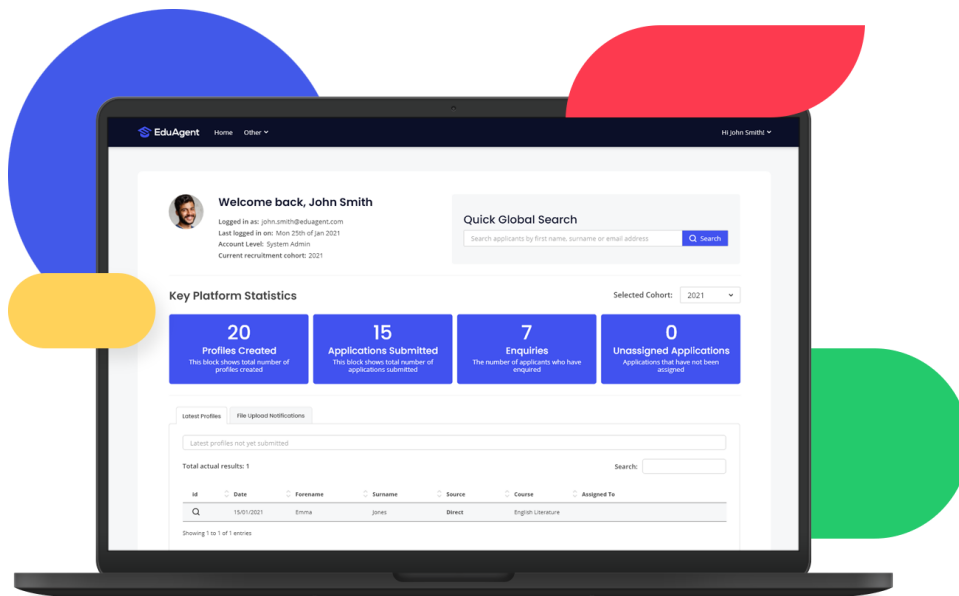 EduAgent Home Other Hi John Smith!
Welcome back, John Smith
Logged in as: john.smith@eduagent.com
Last logged in on: Mon 25th of Jan 2021
Account Level: System Admin
Current recruitment cohort: 2021
Quick Global Search
Search applicants by first name, surname or email address Search
Key Platform Statistics
Selected Cohort: 2021
20
Profiles Created
This block shows total number of
profiles created
15
Applications Submitted
This block shows total number of
applications submitted
7
Enquiries
The number of applicants who have
enquired
0
Unassigned Applications
Applications that have not been
assigned
Latest Profiles File Upload Notifications
Latest profiles not yet submitted
Total actual results: 1 Search:
Id Date Forename Surname Source Course Assigned To
15/01/2021 Emma Jones Direct English Literature
Showing 1 to 1 of 1 entries